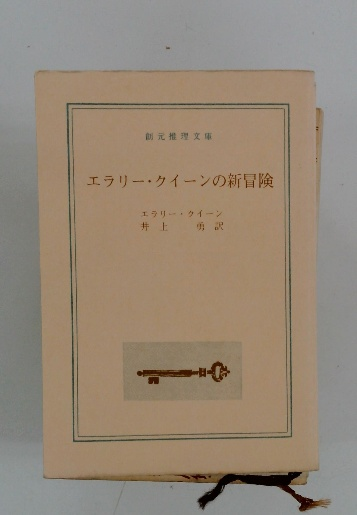 創元推理文庫
エラリー・クイーンの新冒険
エラリー・クイーン
井上 勇訳